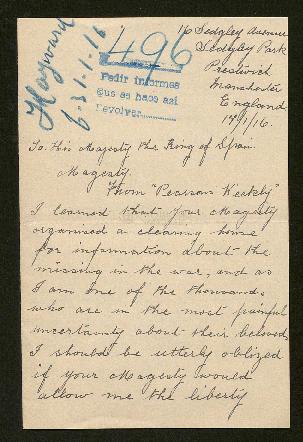 Hayward
6-31-1-16
496
Pedir informes
que se hace así
Devolver
16 Sedgley Avenue
Sedgley Park
Prestwich
Manchester
England
19/1/16.
To His Majesty the King of Spain.
Majesty.
From "Pearson Weekly"
I learned that Your Majesty
organised a clearing house
for information about the
missing in the war, and as
I am one of the thousands
who are in the most painful
uncertainty about their beloved
I should be utterly obliged
if your Majesty would
allow me the liberty